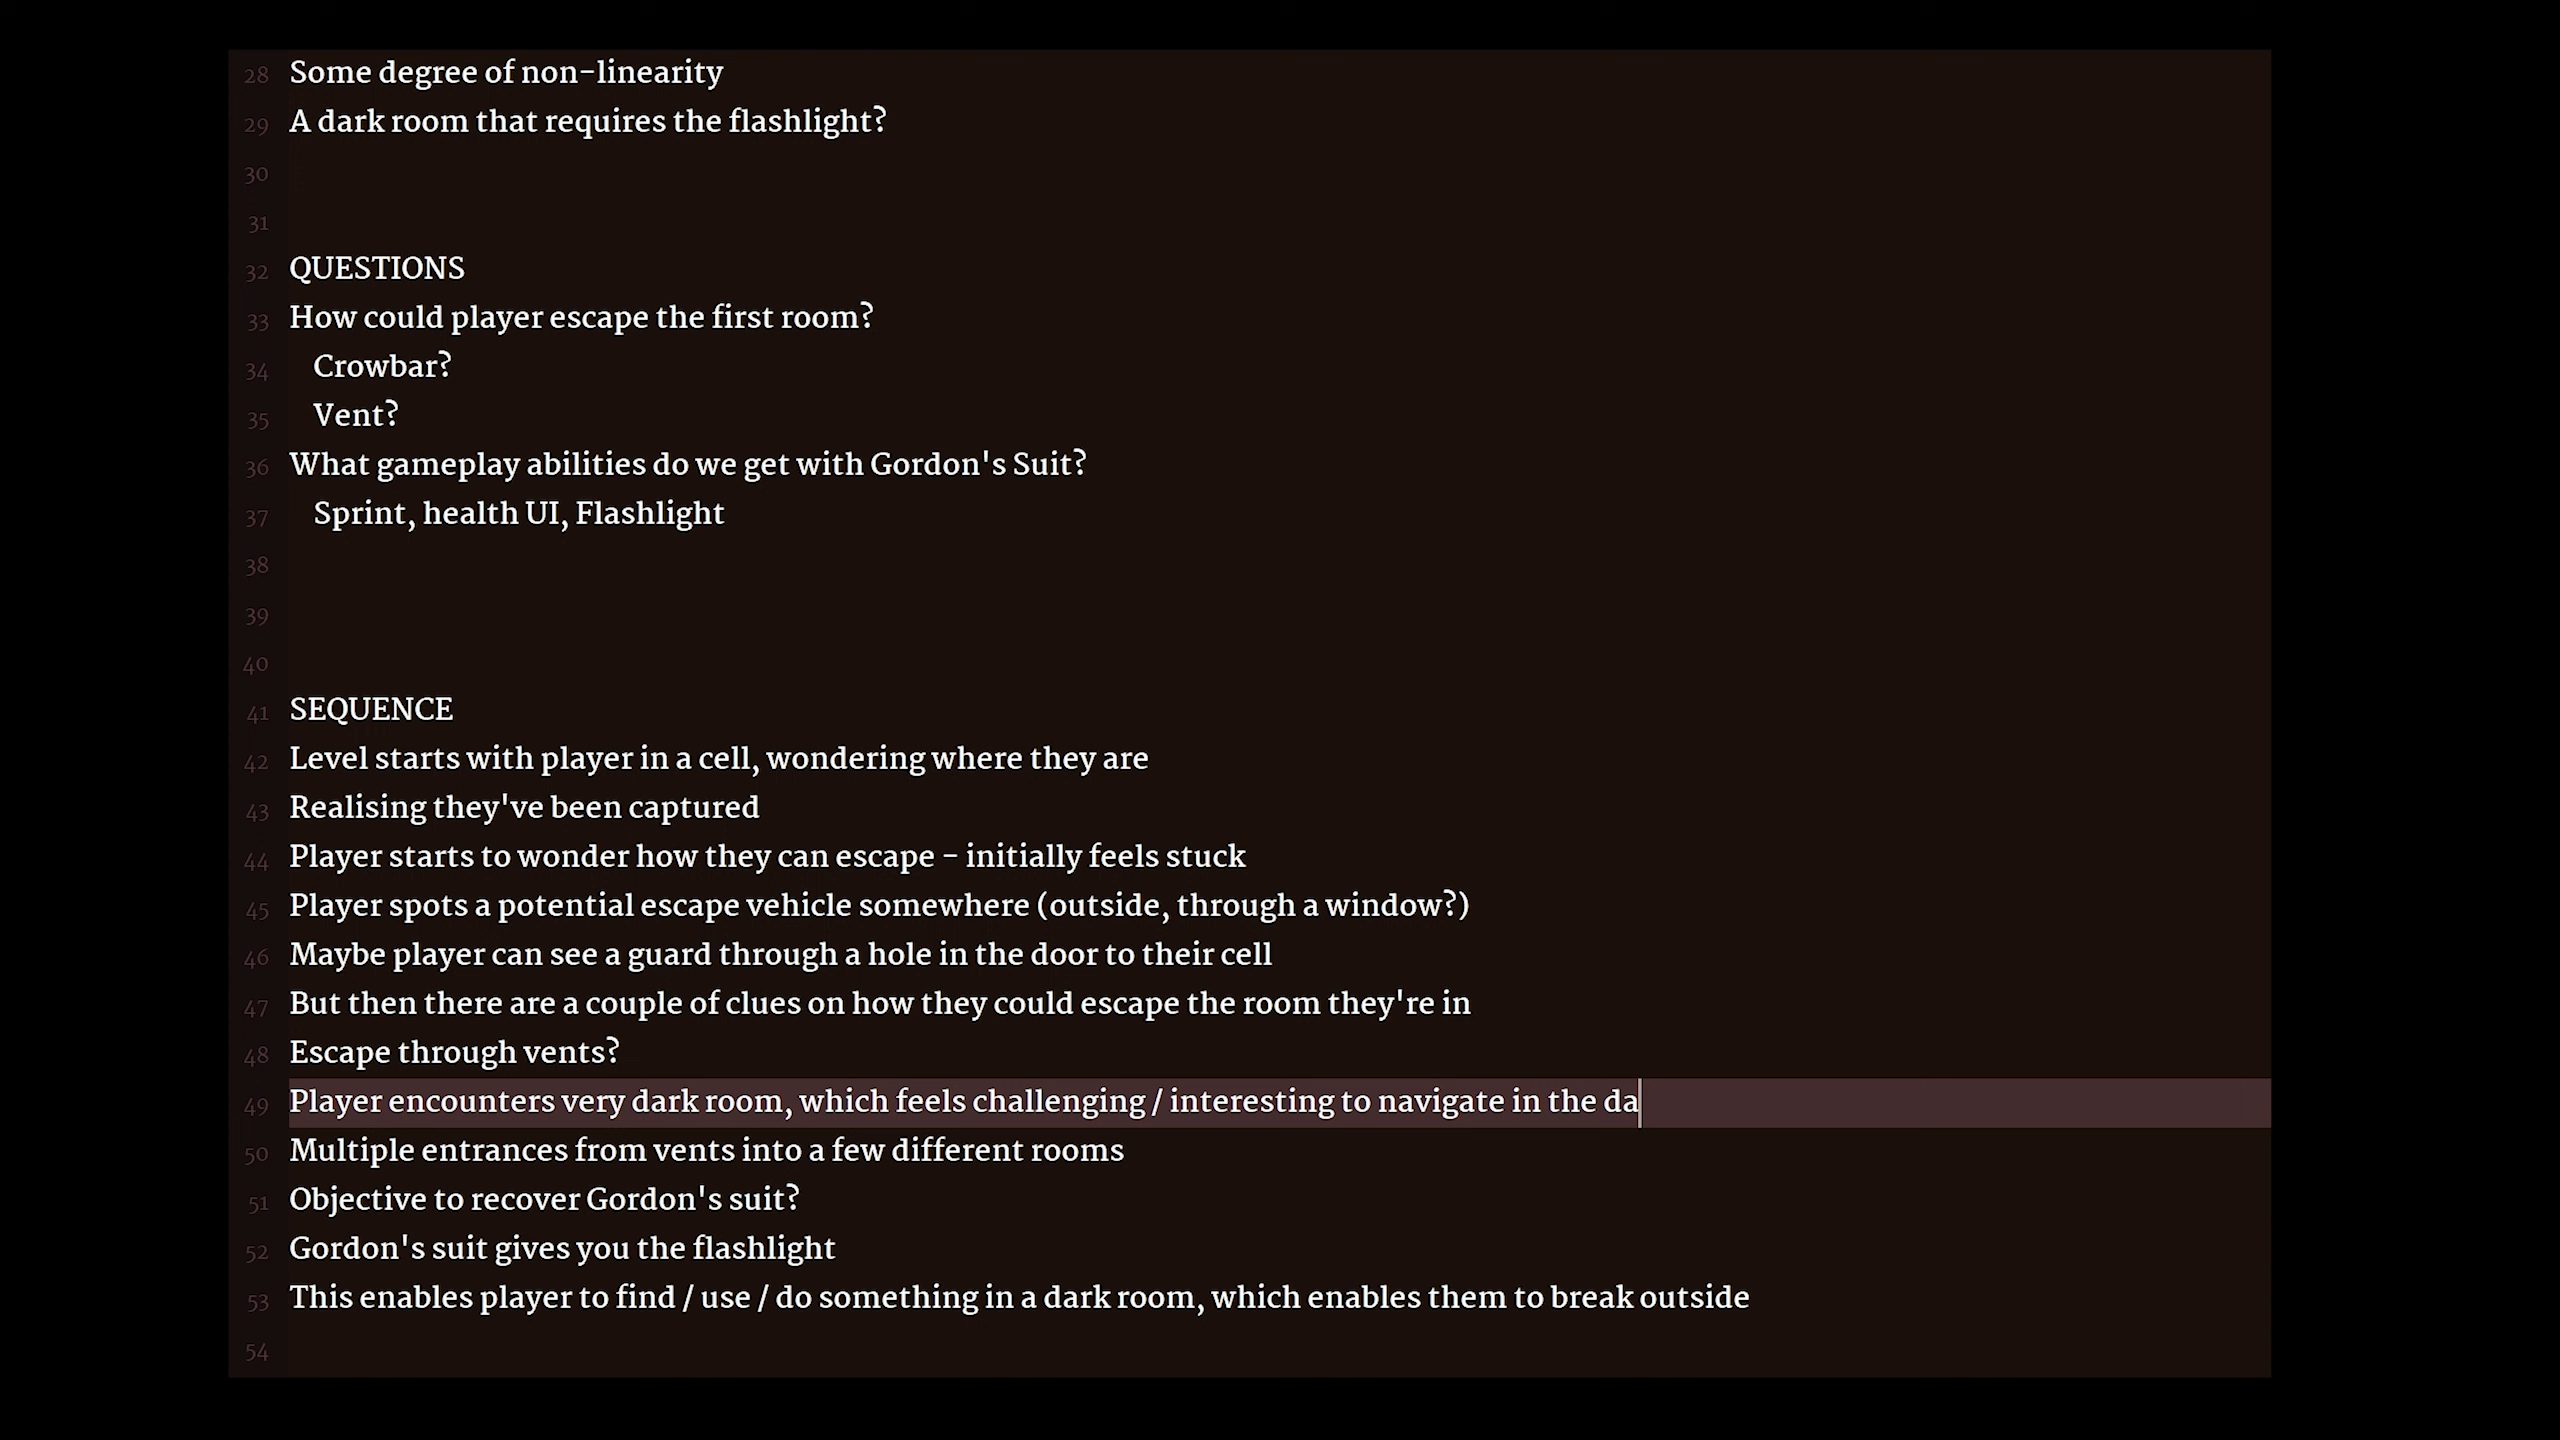 28 Some degree of non-linearity
29 A dark room that requires the flashlight?
30
31
32 QUESTIONS
33 How could player escape the first room?
34 Crowbar?
35 Vent?
36 What gameplay abilities do we get with Gordon's Suit?
37 Sprint, health UI, Flashlight
38
39
40
41 SEQUENCE
42 Level starts with player in a cell, wondering where they are
43 Realising they've been captured
44 Player starts to wonder how they can escape - initially feels stuck
45 Player spots a potential escape vehicle somewhere (outside, through a window?)
46 Maybe player can see a guard through a hole in the door to their cell
47 But then there are a couple of clues on how they could escape the room they're in
48 Escape through vents?
49 Player encounters very dark room, which feels challenging / interesting to navigate in the da
50 Multiple entrances from vents into a few different rooms
51 Objective to recover Gordon's suit?
52 Gordon's suit gives you the flashlight
53 This enables player to find / use / do something in a dark room, which enables them to break outside
54